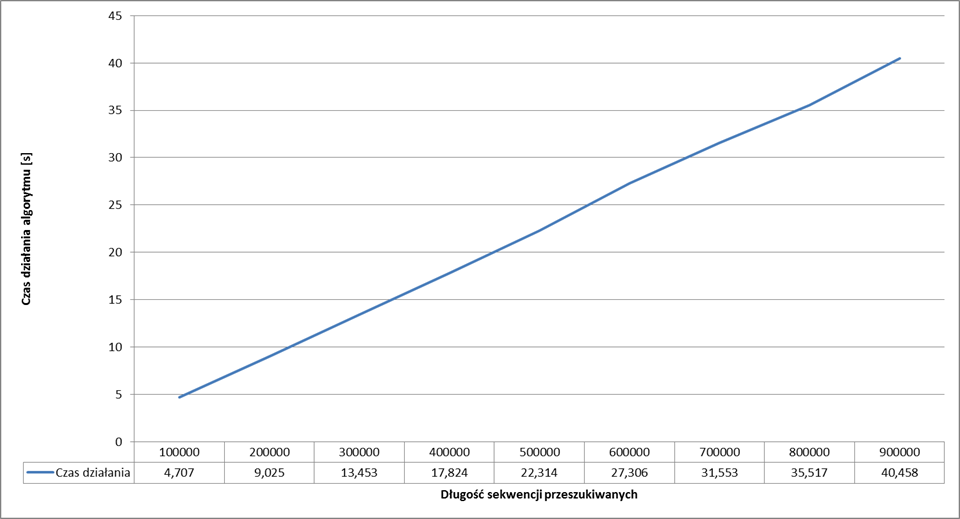 45
40
35
30
25
20
15
10
5
0
Czas działania algorytmu [s]
100000 200000 300000 400000 500000 600000 700000 800000 900000
Czas działania 4,707 9,025 13,453 17,824 22,314 27,306 31,553 35,517 40,458
Długość sekwencji przeszukiwanych